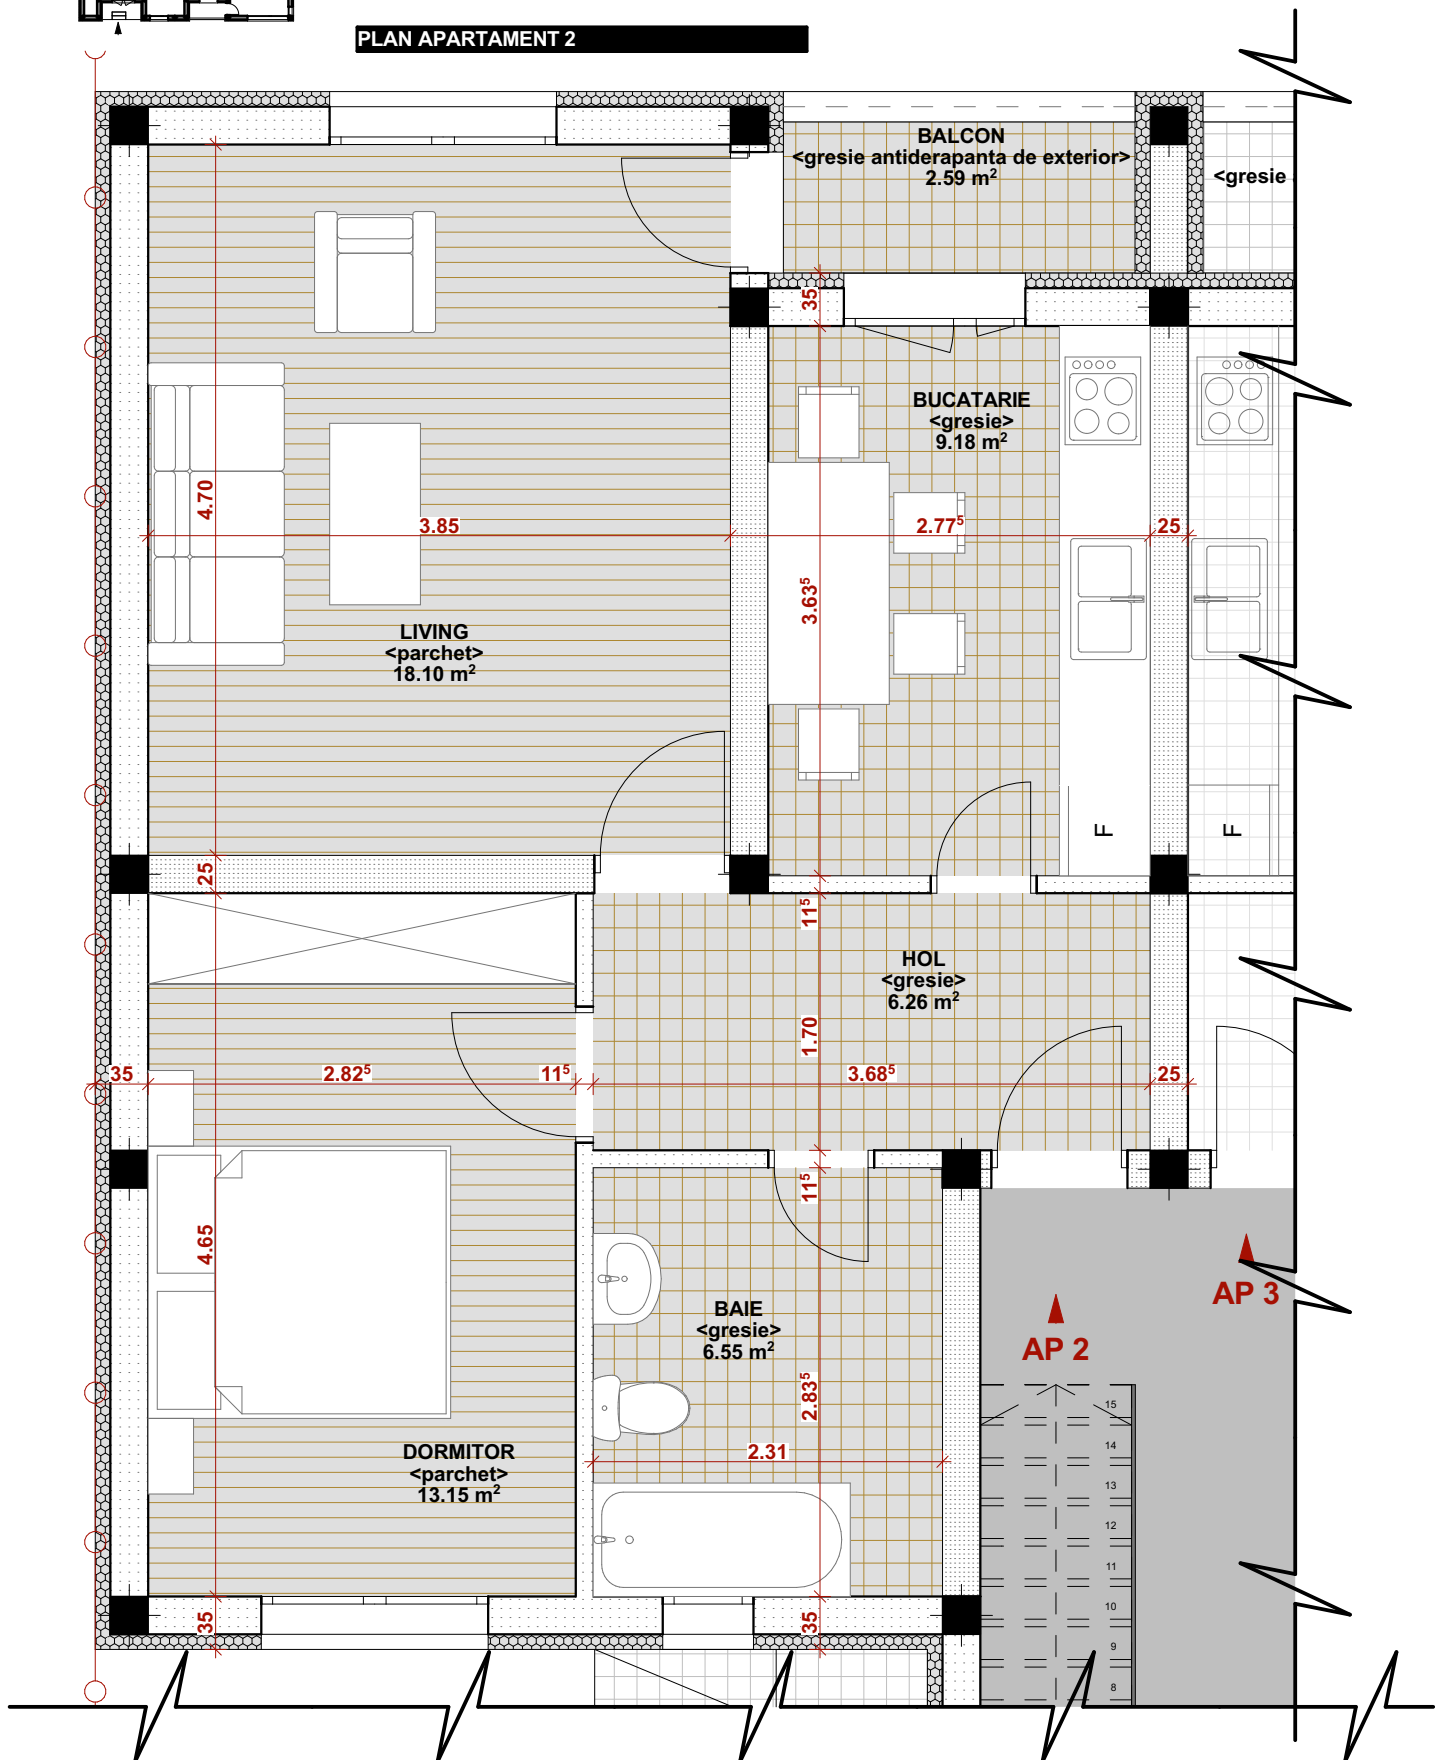 PLAN APARTAMENT 2
BALCON
<gresie antiderapanta de exterior>
2.59 m²
<gresie
35
BUCATARIE
<gresie>
9.18 m²
4.70
3.85
2.77⁵
25
3.63⁵
LIVING
<parchet>
18.10 m²
F
F
25
11⁵
HOL
<gresie>
6.26 m²
1.70
35
2.82⁵
11⁵
3.68⁵
25
11⁵
4.65
AP 3
BAIE
<gresie>
6.55 m²
AP 2
2.83⁵
15
14
2.31
DORMITOR
<parchet>
13.15 m²
13
12
11
10
35
35
9
8